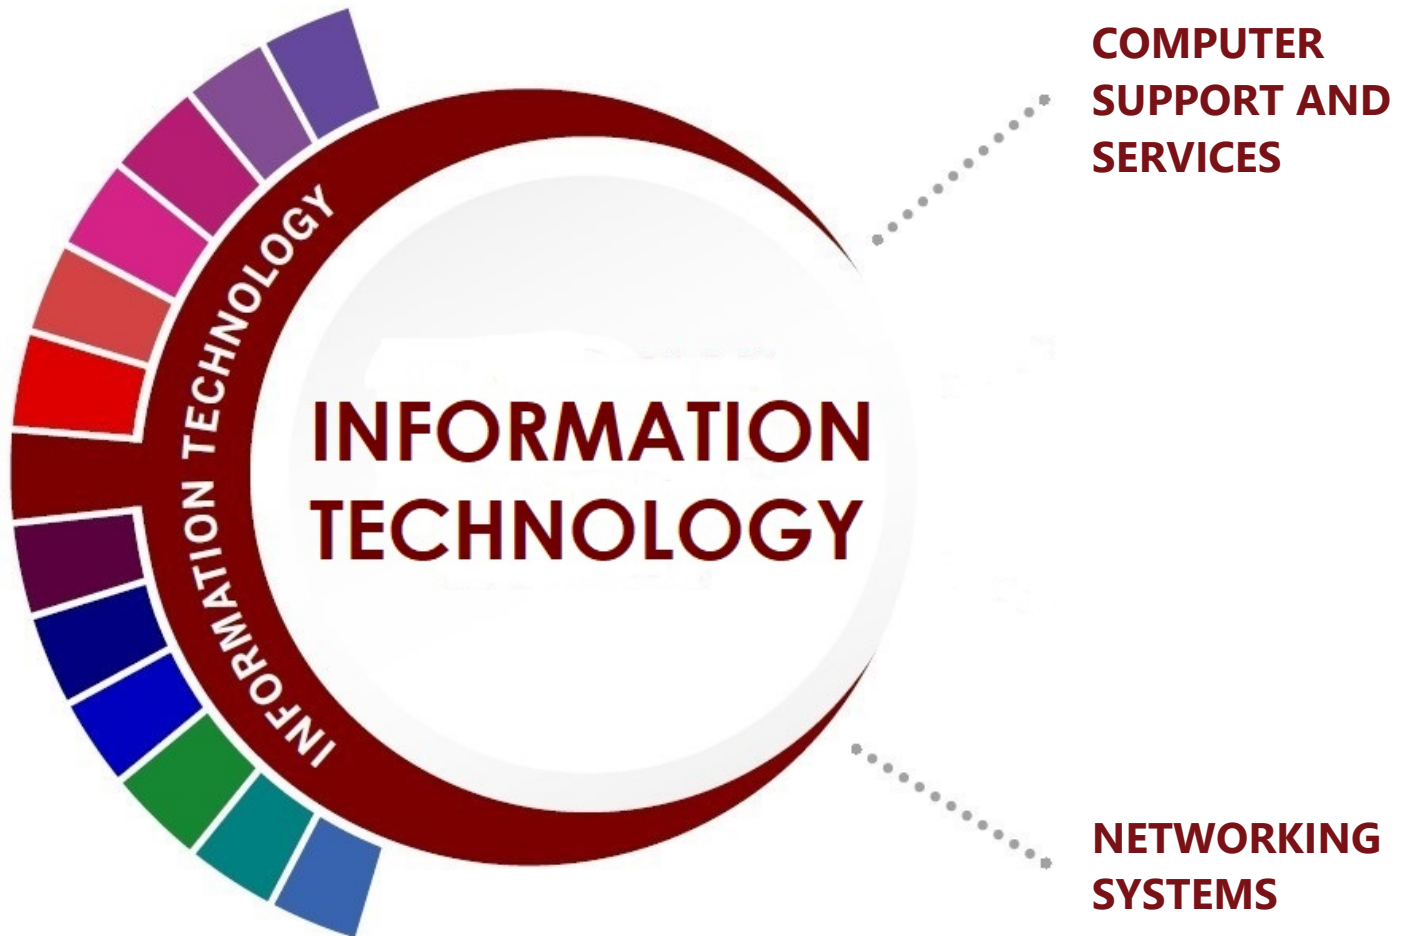 COMPUTER
SUPPORT AND
SERVICES
INFORMATION TECHNOLOGY
INFORMATION
TECHNOLOGY
NETWORKING
SYSTEMS